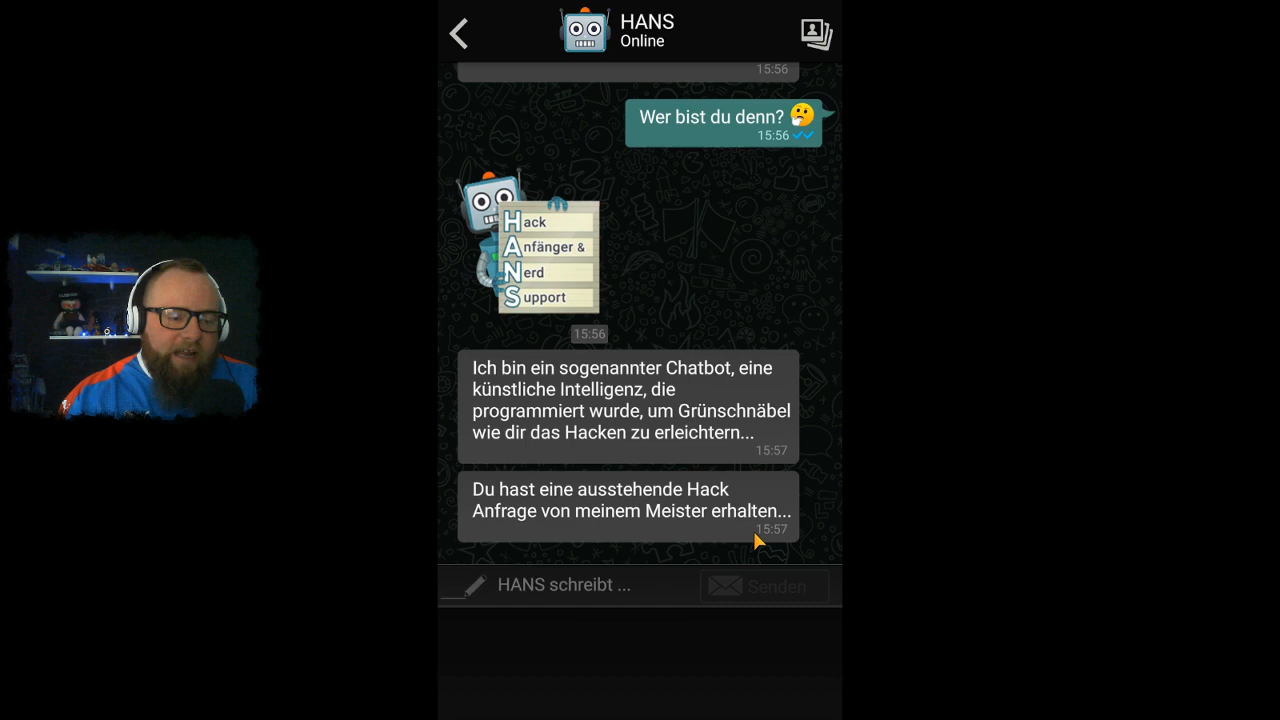 HANS
Online
15:56
Wer bist du denn? 🤔
15:56
Hack
Anfänger &
Nerd
Support
15:56
Ich bin ein sogenannter Chatbot, eine
künstliche Intelligenz, die
programmiert wurde, um Grünschnäbel
wie dir das Hacken zu erleichtern...
15:57
Du hast eine ausstehende Hack
Anfrage von meinem Meister erhalten...
15:57
HANS schreibt ...
Senden